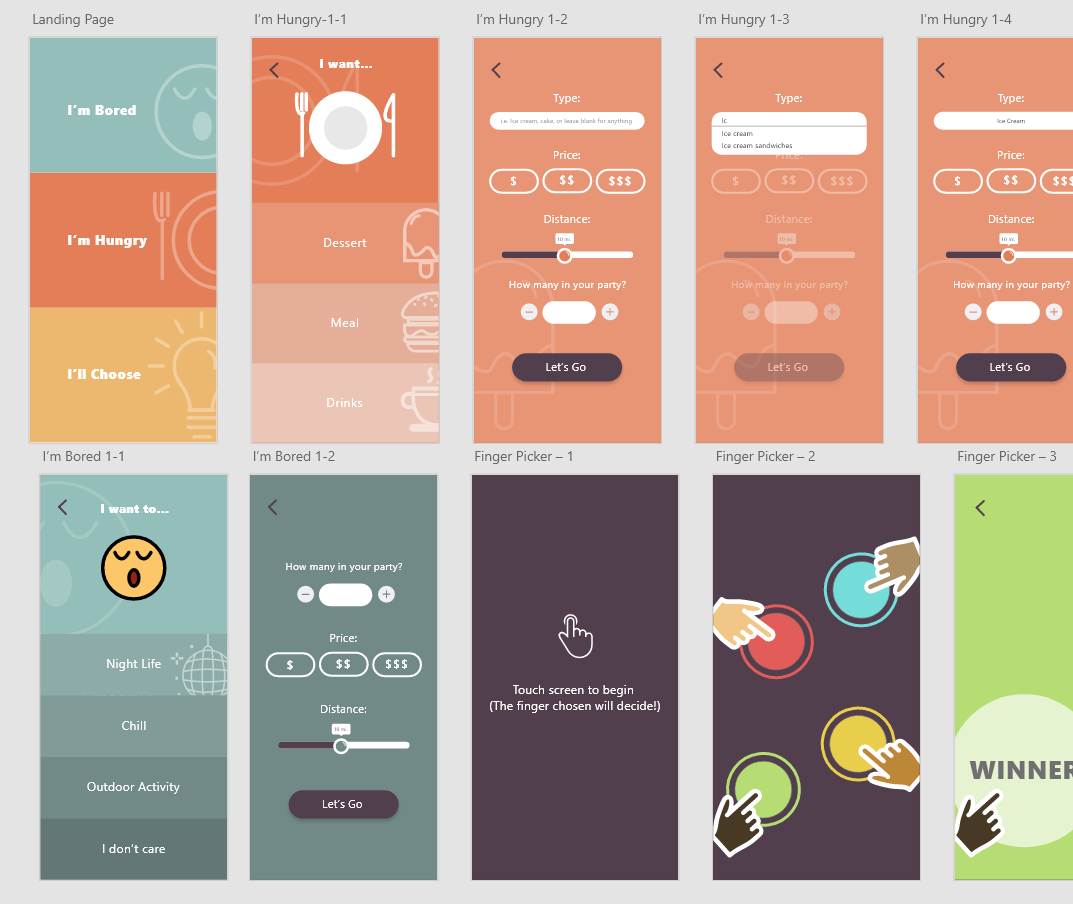 Landing Page
I'm Bored
I'm Hungry
I'll Choose
I'm Hungry-1-1
I want...
Dessert
Meal
Drinks
I'm Hungry 1-2
Type:
i.e. Ice cream, cake, or leave blank for anything
Price:
$ $$ $$$
Distance:
10 mi.
How many in your party?
− +
Let's Go
I'm Hungry 1-3
Type:
Ic
Ice cream
Ice cream sandwiches
Price:
$ $$ $$$
Distance:
10 mi.
How many in your party?
− +
Let's Go
I'm Hungry 1-4
Type:
Ice Cream
Price:
$ $$ $$$
Distance:
10 mi.
How many in your party?
− +
Let's Go
I'm Bored 1-1
I want to...
Night Life
Chill
Outdoor Activity
I don't care
I'm Bored 1-2
How many in your party?
− +
Price:
$ $$ $$$
Distance:
10 mi.
Let's Go
Finger Picker – 1
Touch screen to begin
(The finger chosen will decide!)
Finger Picker – 2
Finger Picker – 3
WINNER